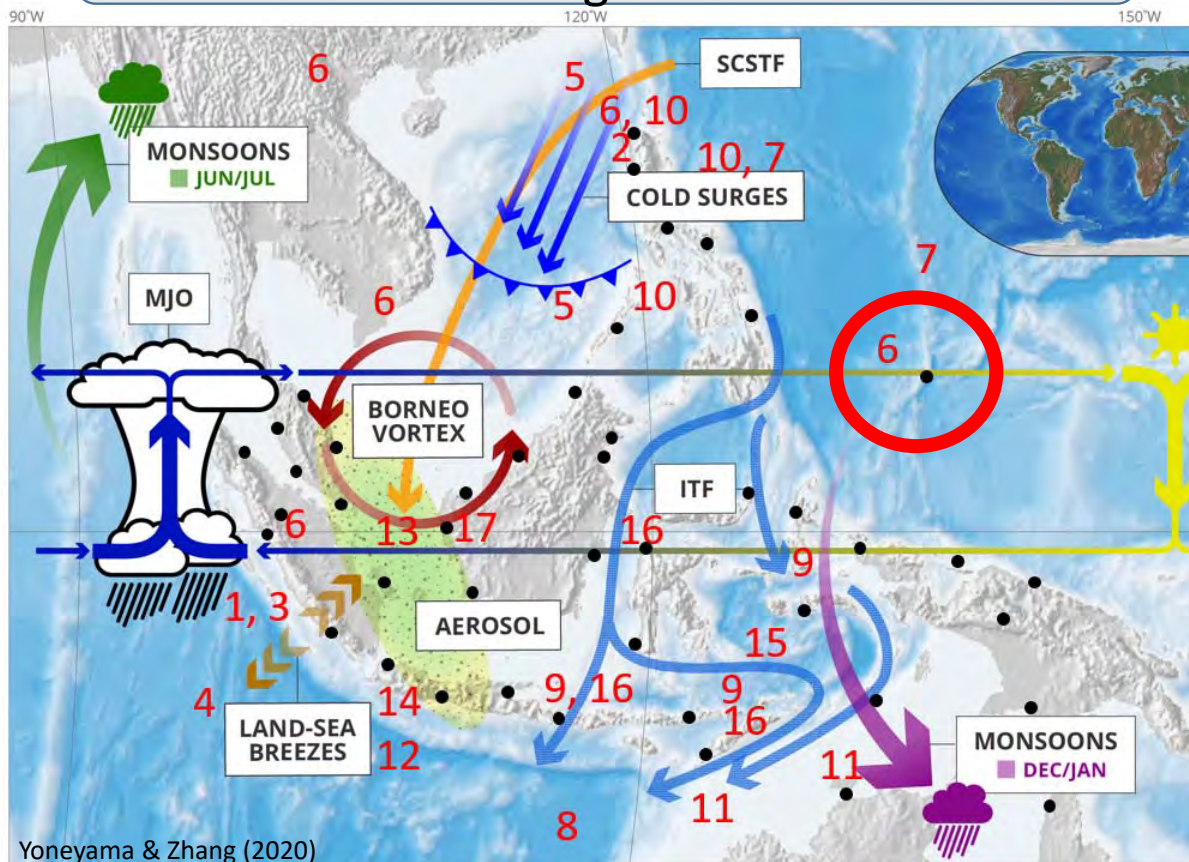 g
90°W
120°W
150°W
6
5
SCSTF
6, 10
MONSOONS
JUN/JUL
2
10, 7
COLD SURGES
7
MJO
6
5
10
6
BORNEO
VORTEX
ITF
6
13
17
16
9
1, 3
AEROSOL
15
4
14
9, 16
9
LAND-SEA
BREEZES
16
12
MONSOONS
DEC/JAN
11
11
8
Yoneyama & Zhang (2020)